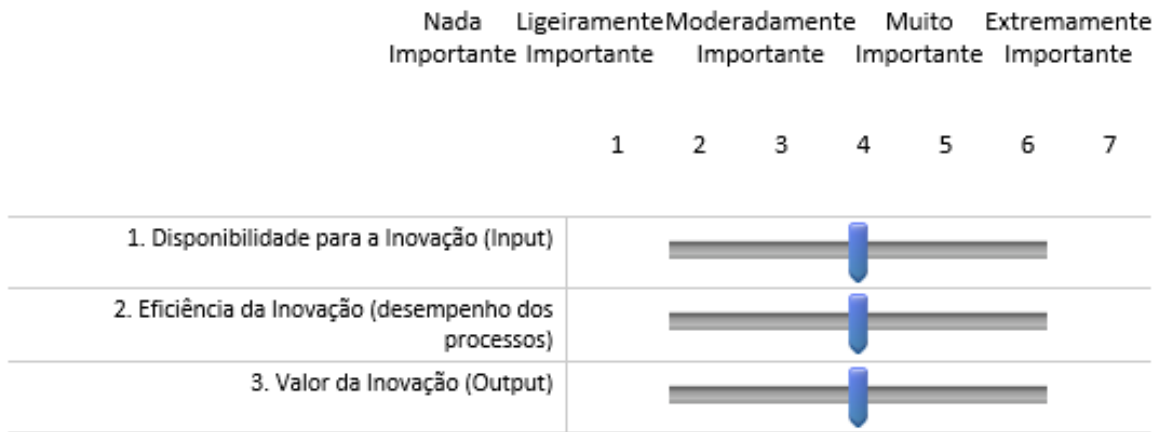 Nada Ligeiramente Moderadamente Muito Extremamente
Importante Importante Importante Importante Importante
1 2 3 4 5 6 7
1. Disponibilidade para a Inovação (Input)
2. Eficiência da Inovação (desempenho dos
processos)
3. Valor da Inovação (Output)